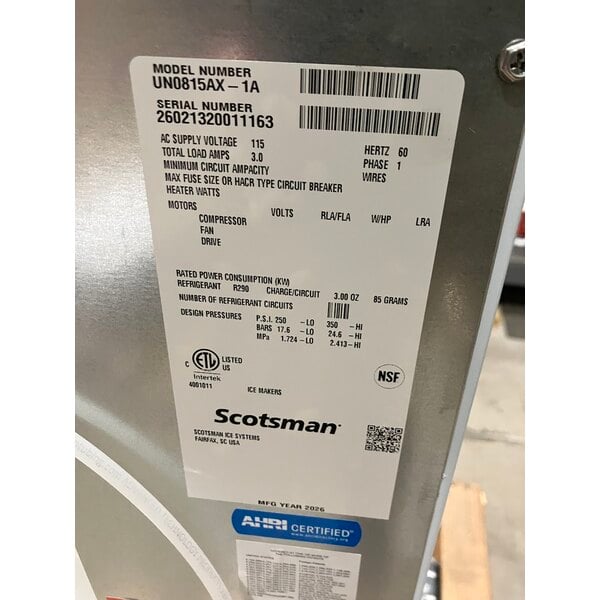 MODEL NUMBER
UN0815AX-1A
SERIAL NUMBER
26021320011163
AC SUPPLY VOLTAGE 115 HERTZ 60
TOTAL LOAD AMPS 3.0 PHASE 1
MINIMUM CIRCUIT AMPACITY WIRES
MAX FUSE SIZE OR HACR TYPE CIRCUIT BREAKER
HEATER WATTS
MOTORS VOLTS RLA/FLA W/HP LRA
COMPRESSOR
FAN
DRIVE
RATED POWER CONSUMPTION (KW)
REFRIGERANT R290 CHARGE/CIRCUIT 3.00 OZ 85 GRAMS
NUMBER OF REFRIGERANT CIRCUITS
DESIGN PRESSURES P.S.I. 250 -LO 350 -HI
BARS 17.6 -LO 24.6 -HI
MPa 1.724 -LO 2.413 -HI
C ETL LISTED
US
Intertek
4001011
NSF
ICE MAKERS
Scotsman
SCOTSMAN ICE SYSTEMS
FAIRFAX, SC USA
MFG YEAR 2026
AHRI CERTIFIED
www.ahridirectory.org